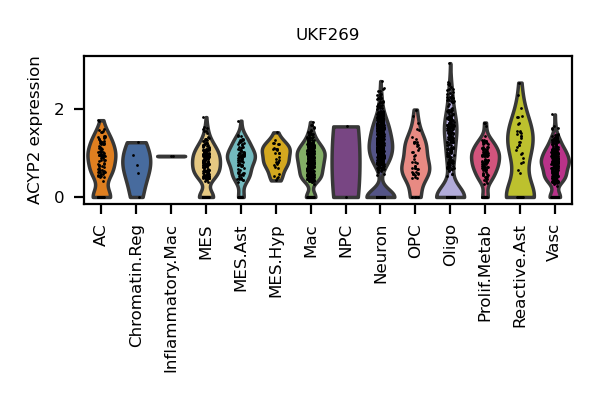 UKF269
ACYP2 expression
2
0
AC
Chromatin.Reg
Inflammatory.Mac
MES
MES.Ast
MES.Hyp
Mac
NPC
Neuron
OPC
Oligo
Prolif.Metab
Reactive.Ast
Vasc